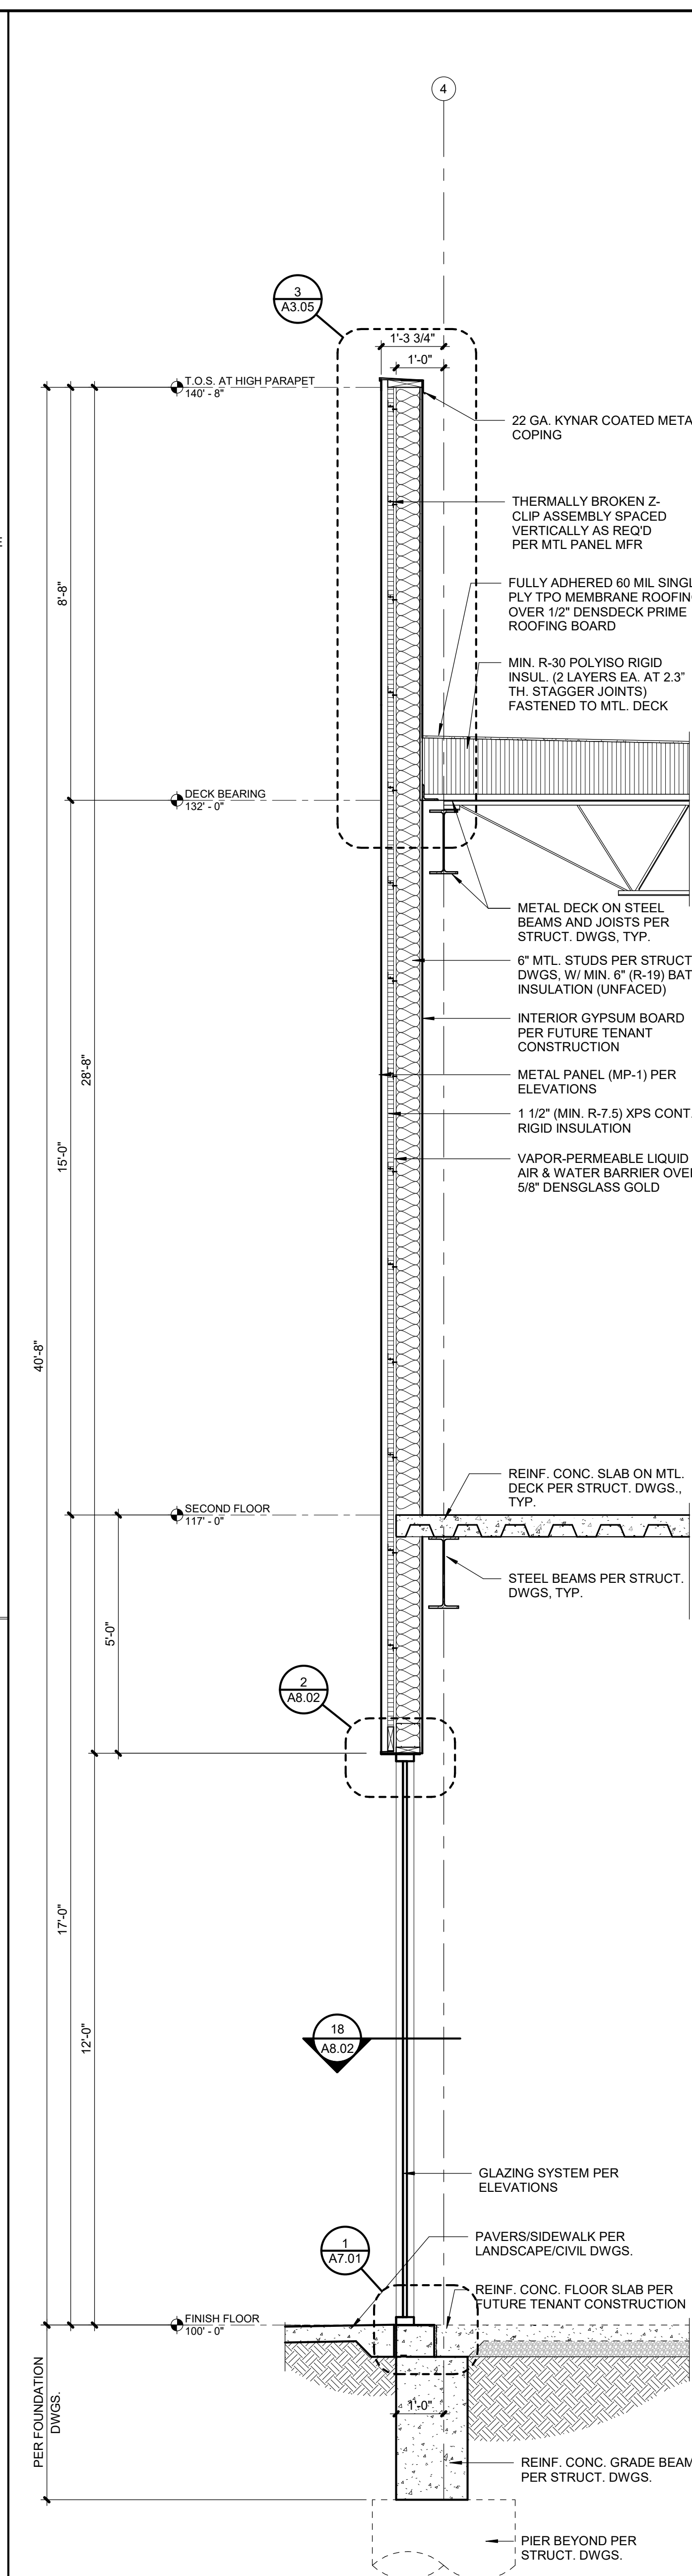 4
3
A3.05
1'-3 3/4"
1'-0"
T.O.S. AT HIGH PARAPET
140' - 8"
22 GA. KYNAR COATED META
COPING
THERMALLY BROKEN Z-
CLIP ASSEMBLY SPACED
VERTICALLY AS REQ'D
PER MTL PANEL MFR
8'-8"
FULLY ADHERED 60 MIL SINGL
PLY TPO MEMBRANE ROOFING
OVER 1/2" DENSDECK PRIME
ROOFING BOARD
MIN. R-30 POLYISO RIGID
INSUL. (2 LAYERS EA. AT 2.3"
TH. STAGGER JOINTS)
FASTENED TO MTL. DECK
DECK BEARING
132' - 0"
METAL DECK ON STEEL
BEAMS AND JOISTS PER
STRUCT. DWGS, TYP.
6" MTL. STUDS PER STRUCT
DWGS, W/ MIN. 6" (R-19) BAT
INSULATION (UNFACED)
INTERIOR GYPSUM BOARD
PER FUTURE TENANT
CONSTRUCTION
28'-8"
METAL PANEL (MP-1) PER
ELEVATIONS
1 1/2" (MIN. R-7.5) XPS CONT.
RIGID INSULATION
15'-0"
VAPOR-PERMEABLE LIQUID
AIR & WATER BARRIER OVER
5/8" DENSGLASS GOLD
40'-8"
REINF. CONC. SLAB ON MTL.
DECK PER STRUCT. DWGS.,
TYP.
SECOND FLOOR
117' - 0"
STEEL BEAMS PER STRUCT.
DWGS, TYP.
5'-0"
2
A8.02
17'-0"
12'-0"
18
A8.02
GLAZING SYSTEM PER
ELEVATIONS
PAVERS/SIDEWALK PER
LANDSCAPE/CIVIL DWGS.
1
A7.01
REINF. CONC. FLOOR SLAB PER
FUTURE TENANT CONSTRUCTION
FINISH FLOOR
100' - 0"
PER FOUNDATION
DWGS.
1'-0"
REINF. CONC. GRADE BEAM
PER STRUCT. DWGS.
PIER BEYOND PER
STRUCT. DWGS.